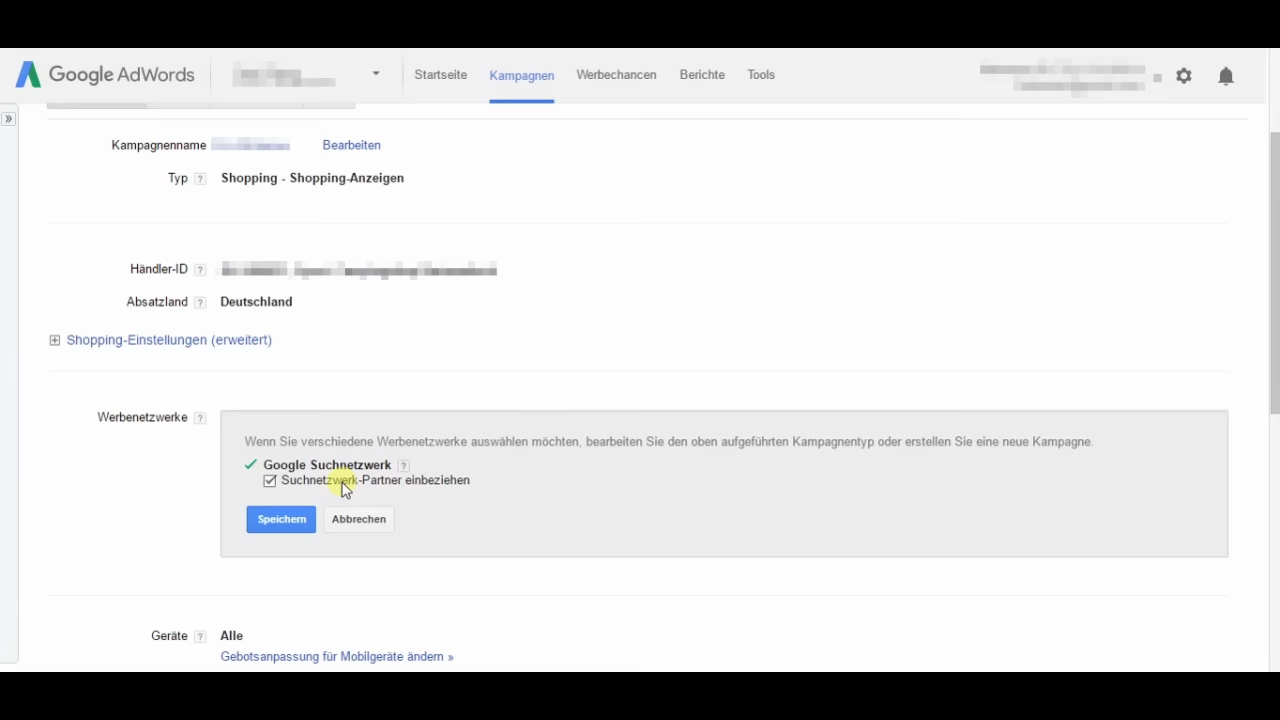 Google AdWords
Startseite Kampagnen Werbechancen Berichte Tools
»
Kampagnenname Bearbeiten
Typ ? Shopping - Shopping-Anzeigen
Händler-ID ?
Absatzland ? Deutschland
Shopping-Einstellungen (erweitert)
Werbenetzwerke ?
Wenn Sie verschiedene Werbenetzwerke auswählen möchten, bearbeiten Sie den oben aufgeführten Kampagnentyp oder erstellen Sie eine neue Kampagne.
Google Suchnetzwerk ?
Suchnetzwerk-Partner einbeziehen
Speichern Abbrechen
Geräte ? Alle
Gebotsanpassung für Mobilgeräte ändern »